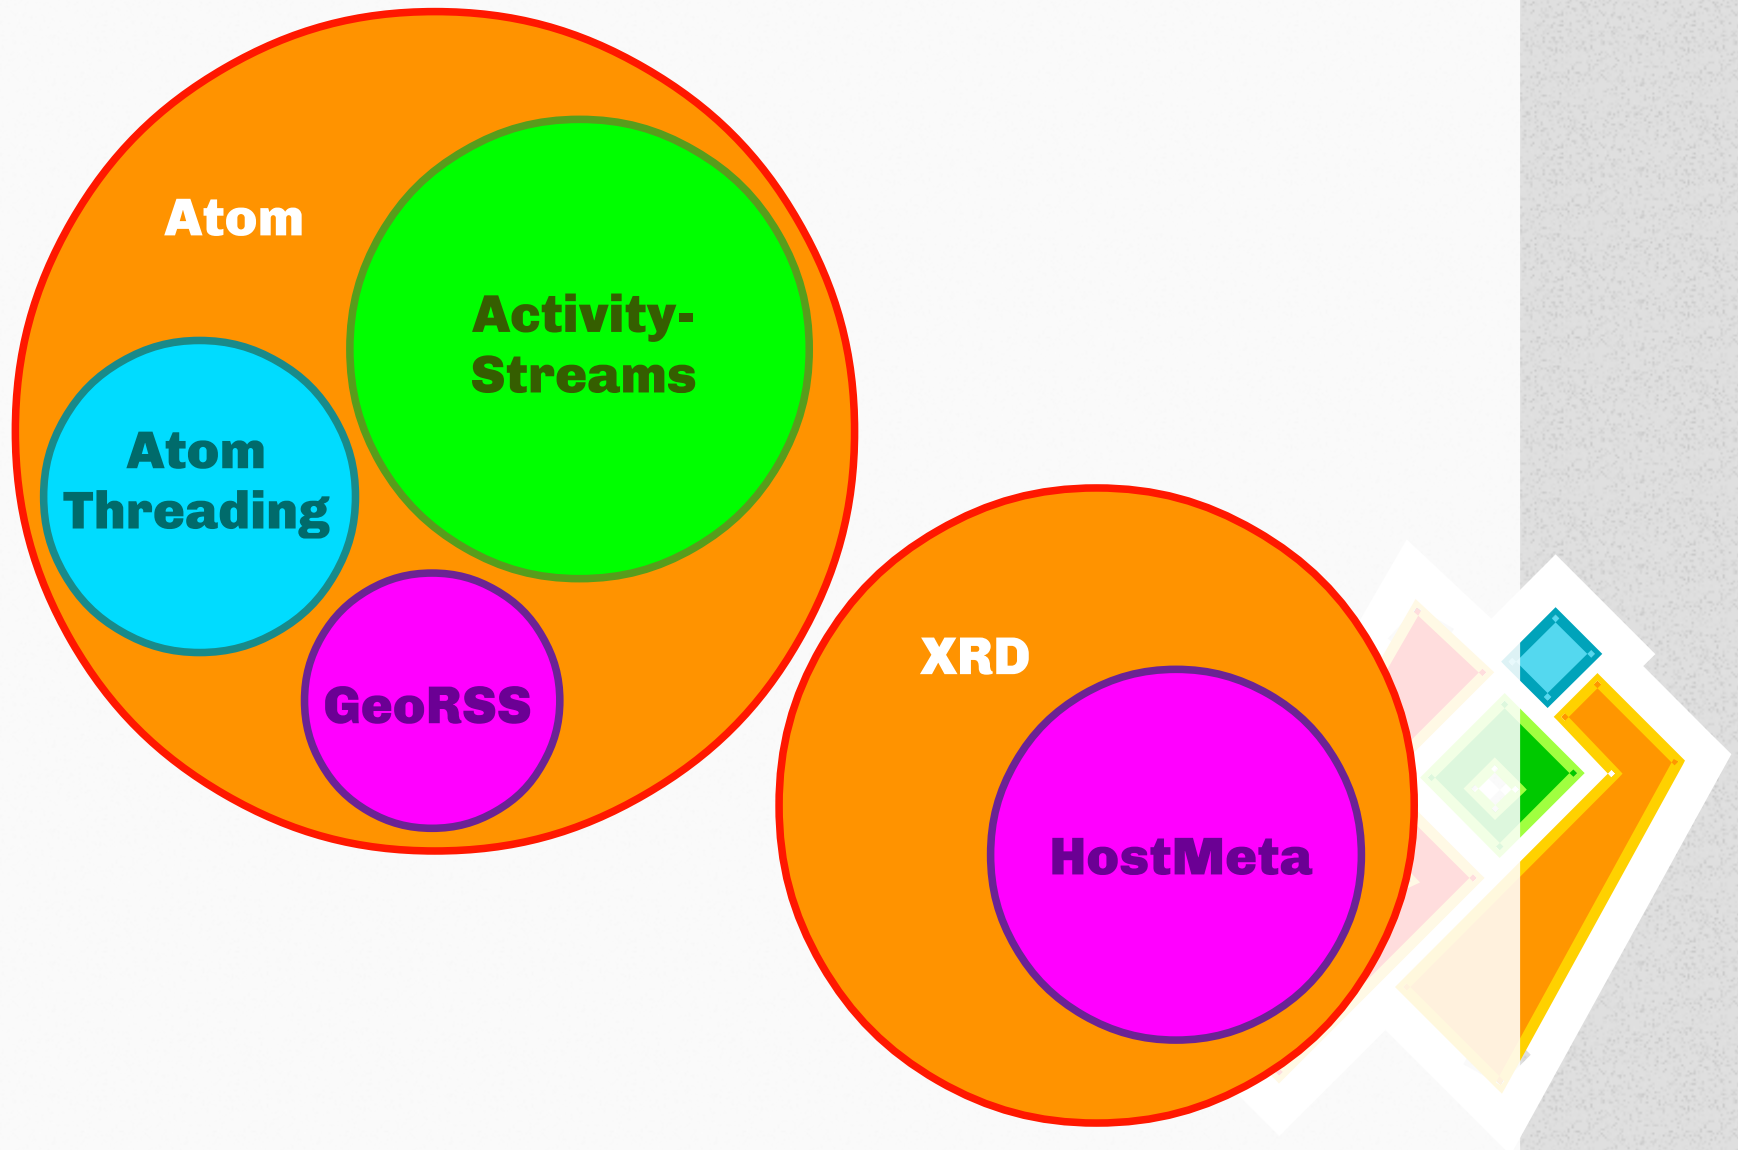 Atom
Activity-
Streams
Atom
Threading
GeoRSS
XRD
HostMeta